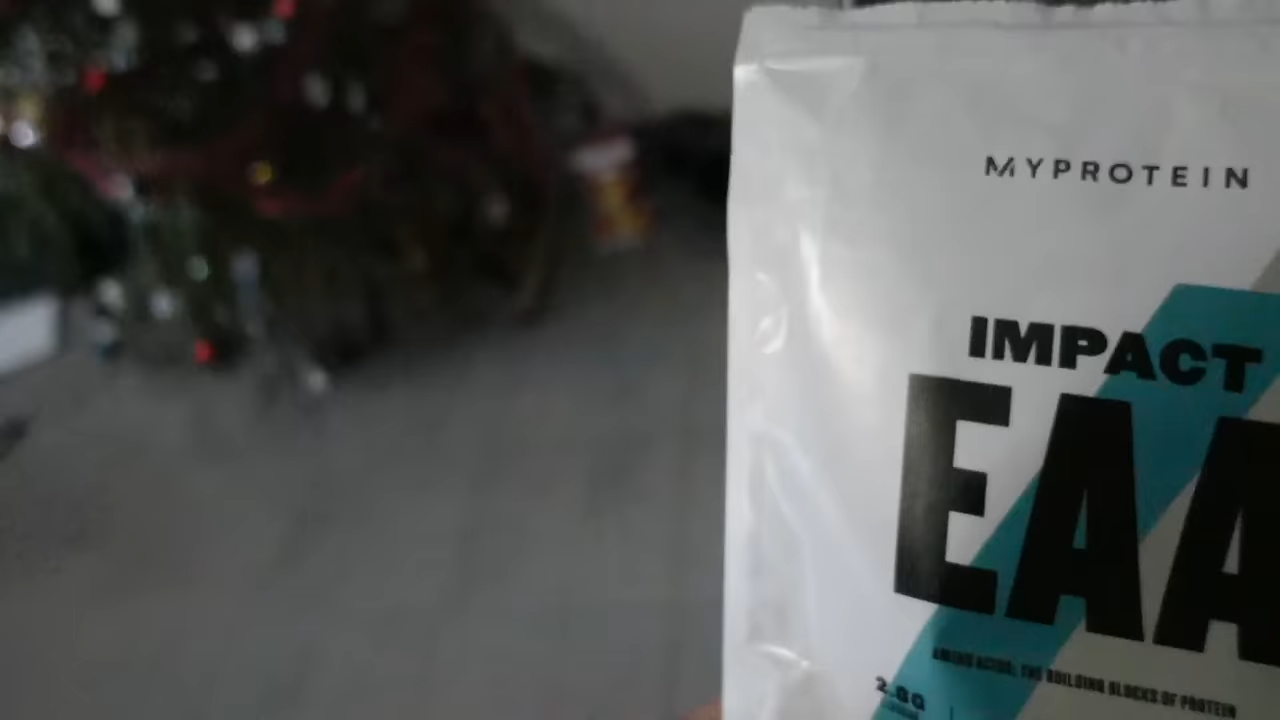 MYPROTEIN
IMPACT
EAA
AMINO ACIDS; THE BUILDING BLOCKS OF PROTEIN